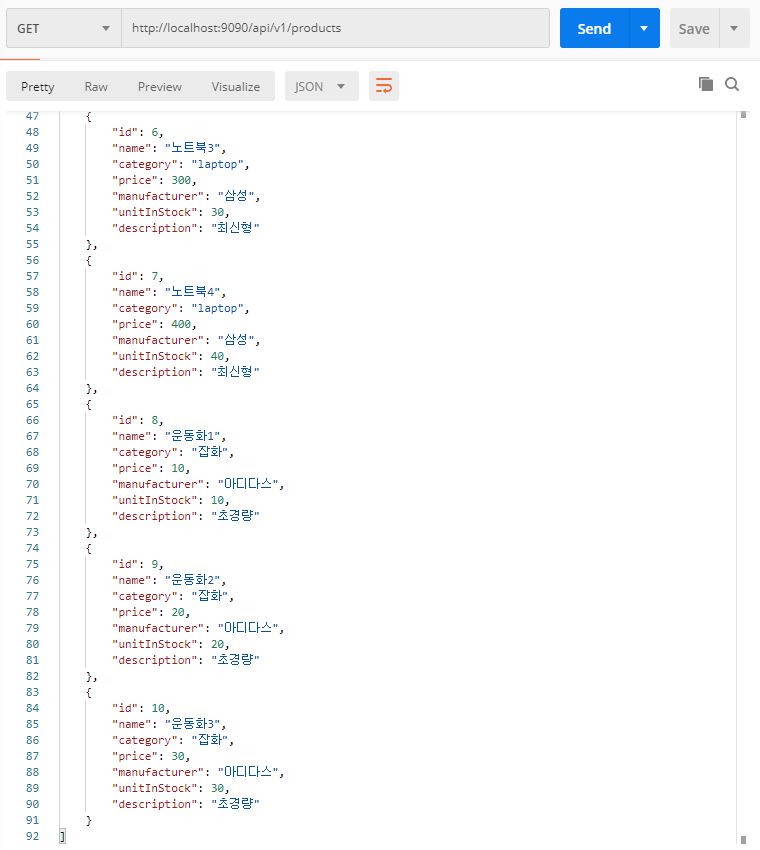 GET http://localhost:9090/api/v1/products Send Save
Pretty Raw Preview Visualize JSON
47 {
48 "id": 6,
49 "name": "노트북3",
50 "category": "laptop",
51 "price": 300,
52 "manufacturer": "삼성",
53 "unitInStock": 30,
54 "description": "최신형"
55 },
56 {
57 "id": 7,
58 "name": "노트북4",
59 "category": "laptop",
60 "price": 400,
61 "manufacturer": "삼성",
62 "unitInStock": 40,
63 "description": "최신형"
64 },
65 {
66 "id": 8,
67 "name": "운동화1",
68 "category": "잡화",
69 "price": 10,
70 "manufacturer": "아디다스",
71 "unitInStock": 10,
72 "description": "초경량"
73 },
74 {
75 "id": 9,
76 "name": "운동화2",
77 "category": "잡화",
78 "price": 20,
79 "manufacturer": "아디다스",
80 "unitInStock": 20,
81 "description": "초경량"
82 },
83 {
84 "id": 10,
85 "name": "운동화3",
86 "category": "잡화",
87 "price": 30,
88 "manufacturer": "아디다스",
89 "unitInStock": 30,
90 "description": "초경량"
91 }
92 ]